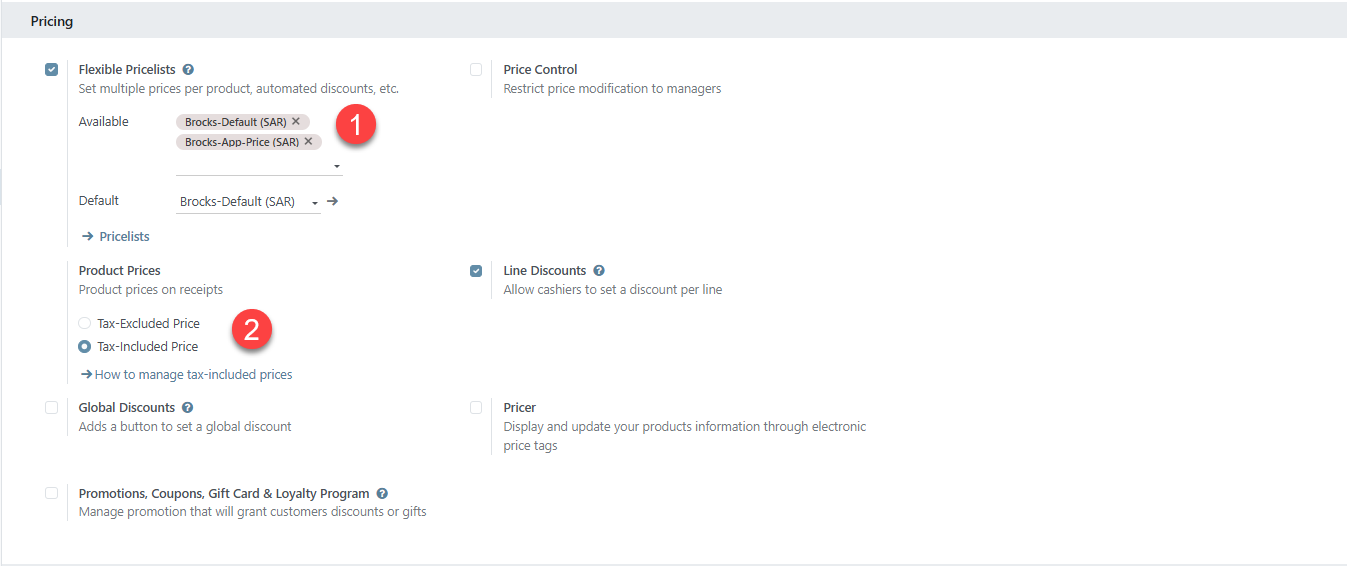 Pricing
Flexible Pricelists ?
Set multiple prices per product, automated discounts, etc.
Available
Brocks-Default (SAR) ×
Brocks-App-Price (SAR) ×
1
Default
Brocks-Default (SAR)
Pricelists
Price Control
Restrict price modification to managers
Product Prices
Product prices on receipts
Tax-Excluded Price
Tax-Included Price
2
How to manage tax-included prices
Line Discounts ?
Allow cashiers to set a discount per line
Global Discounts ?
Adds a button to set a global discount
Pricer
Display and update your products information through electronic
price tags
Promotions, Coupons, Gift Card & Loyalty Program ?
Manage promotion that will grant customers discounts or gifts